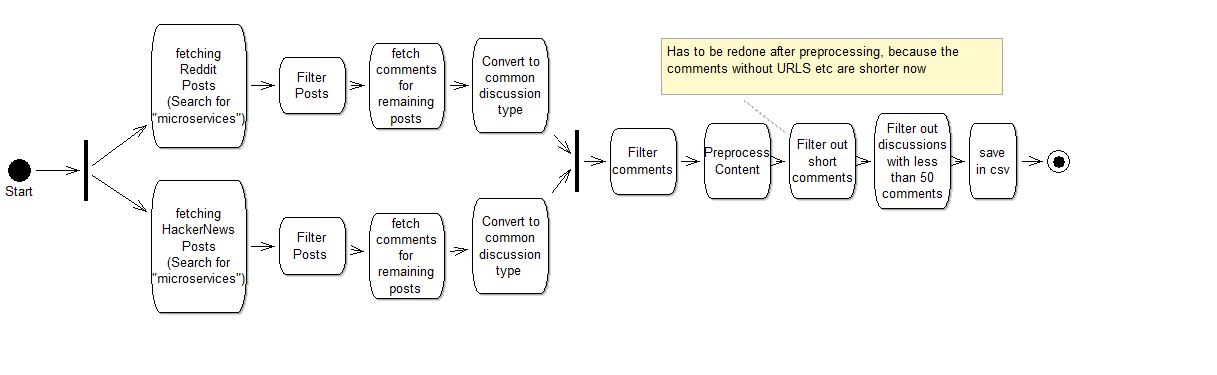 Start
fetching
Reddit
Posts
(Search for
"microservices")
Filter
Posts
fetch
comments
for
remaining
posts
Convert to
common
discussion
type
fetching
HackerNews
Posts
(Search for
"microservices")
Filter
Posts
fetch
comments
for
remaining
posts
Convert to
common
discussion
type
Filter
comments
Preprocess
Content
Has to be redone after preprocessing, because the
comments without URLS etc are shorter now
Filter out
short
comments
Filter out
discussions
with less
than 50
comments
save
in csv